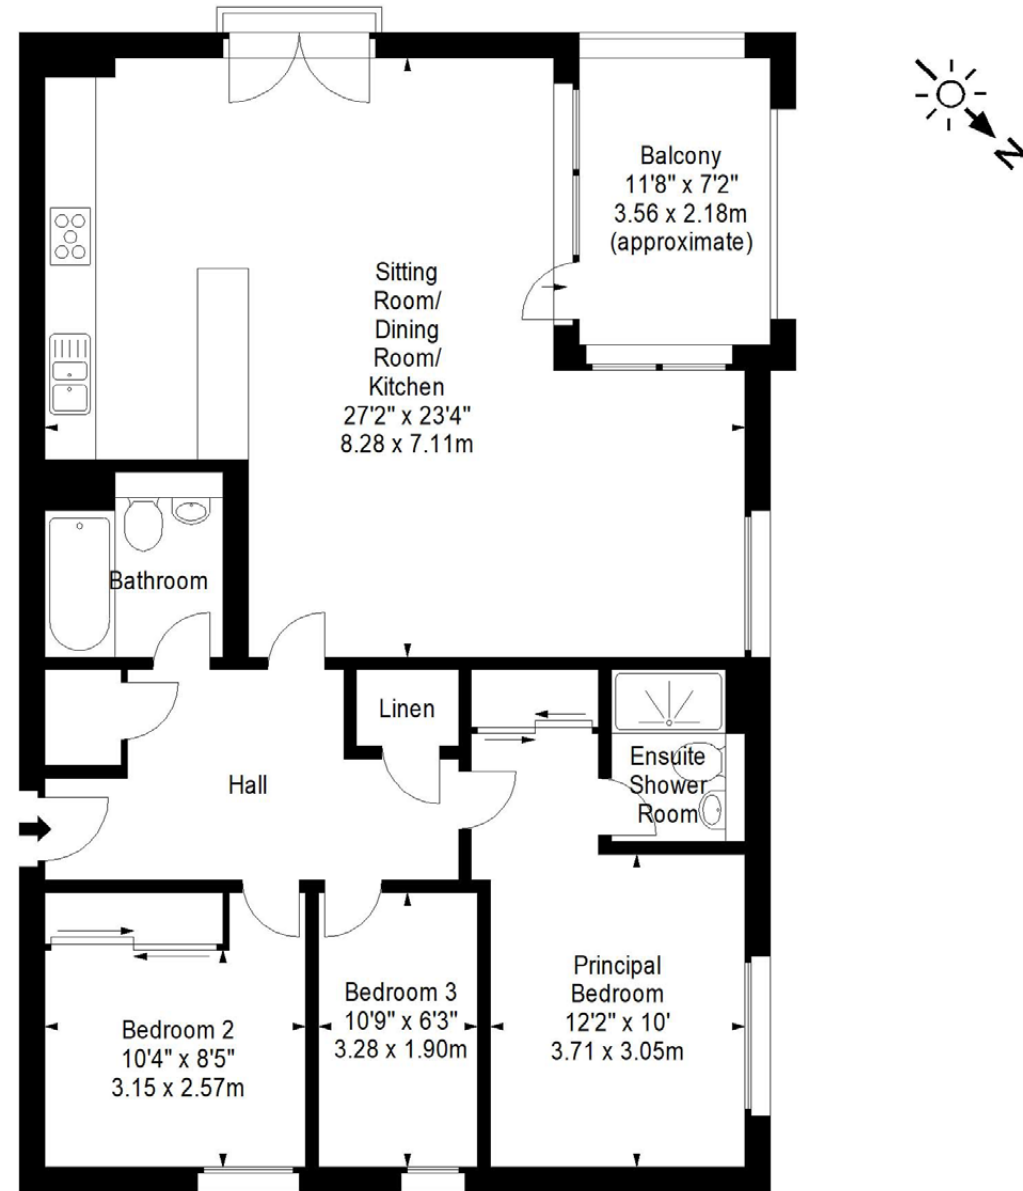 Balcony
11'8" x 7'2"
3.56 x 2.18m
(approximate)
N
Sitting
Room/
Dining
Room/
Kitchen
27'2" x 23'4"
8.28 x 7.11m
Bathroom
Linen
Hall
Ensuite
Shower
Room
Bedroom 2
10'4" x 8'5"
3.15 x 2.57m
Bedroom 3
10'9" x 6'3"
3.28 x 1.90m
Principal
Bedroom
12'2" x 10'
3.71 x 3.05m